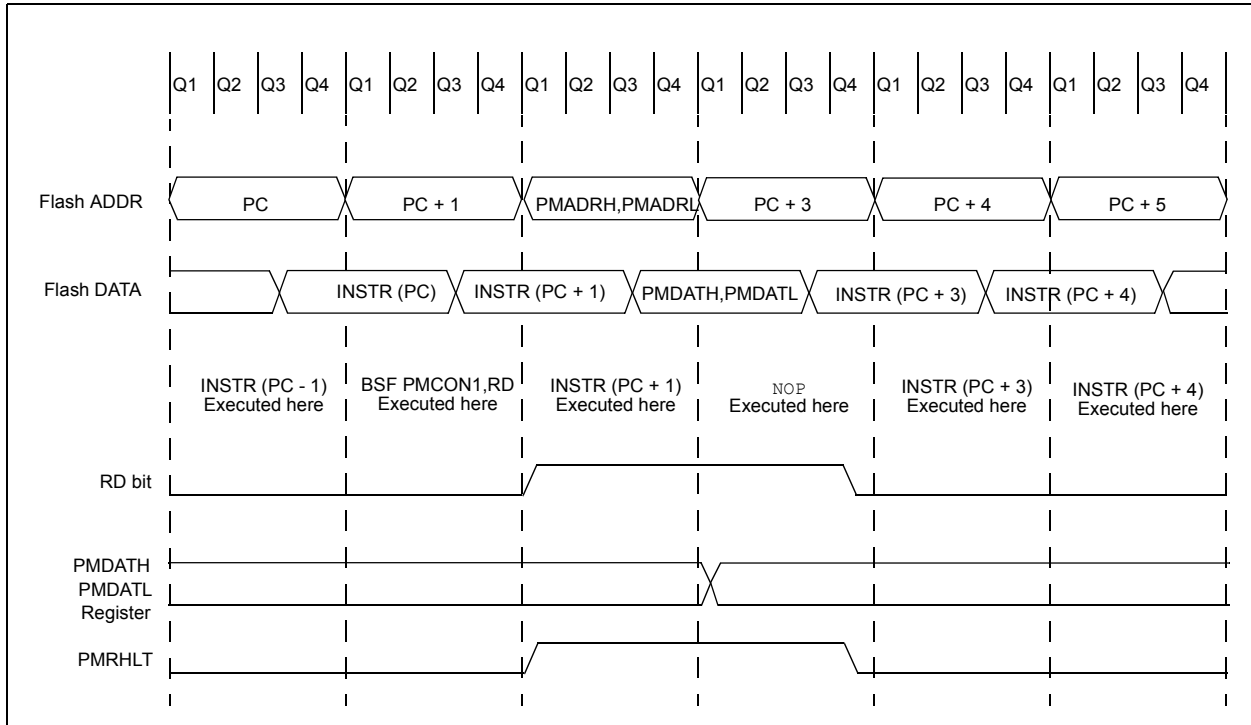 Q1 Q2 Q3 Q4 Q1 Q2 Q3 Q4 Q1 Q2 Q3 Q4 Q1 Q2 Q3 Q4 Q1 Q2 Q3 Q4 Q1 Q2 Q3 Q4
Flash ADDR PC PC + 1 PMADRH,PMADRL PC + 3 PC + 4 PC + 5
Flash DATA INSTR (PC) INSTR (PC + 1) PMDATH,PMDATL INSTR (PC + 3) INSTR (PC + 4)
INSTR (PC - 1)
Executed here
BSF PMCON1,RD
Executed here
INSTR (PC + 1)
Executed here
NOP
Executed here
INSTR (PC + 3)
Executed here
INSTR (PC + 4)
Executed here
RD bit
PMDATH
PMDATL
Register
PMRHLT